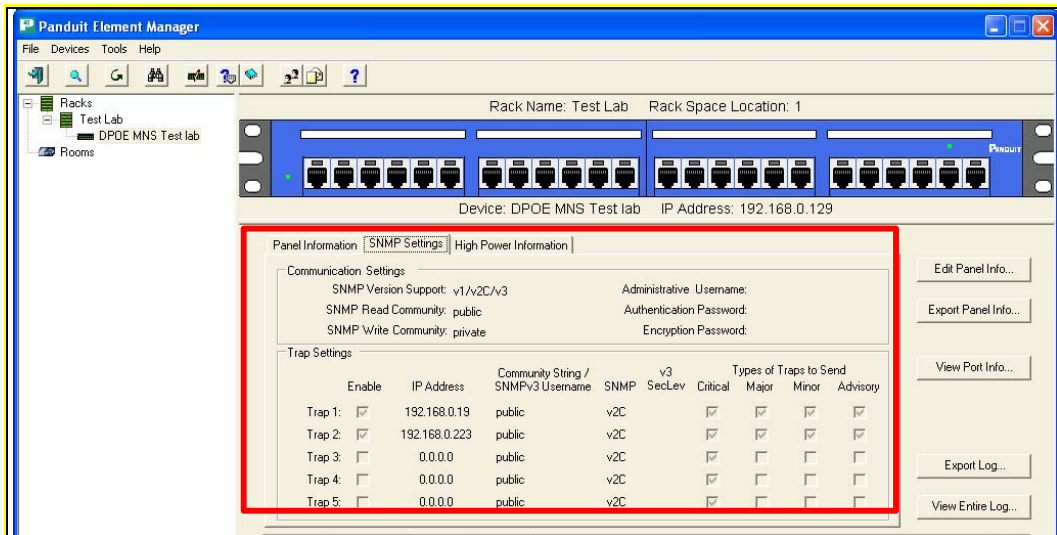 Panduit Element Manager
File Devices Tools Help
Racks
Test Lab
DPOE MNS Test lab
Rooms
Rack Name: Test Lab Rack Space Location: 1
PANDUIT
Device: DPOE MNS Test lab IP Address: 192.168.0.129
Panel Information SNMP Settings High Power Information
Communication Settings
SNMP Version Support: v1/v2C/v3 Administrative Username:
SNMP Read Community: public Authentication Password:
SNMP Write Community: private Encryption Password:
Trap Settings
Enable IP Address Community String / SNMPv3 Username SNMP v3 SecLev Types of Traps to Send Critical Major Minor Advisory
Trap 1: 192.168.0.19 public v2C
Trap 2: 192.168.0.223 public v2C
Trap 3: 0.0.0.0 public v2C
Trap 4: 0.0.0.0 public v2C
Trap 5: 0.0.0.0 public v2C
Edit Panel Info...
Export Panel Info...
View Port Info...
Export Log...
View Entire Log...